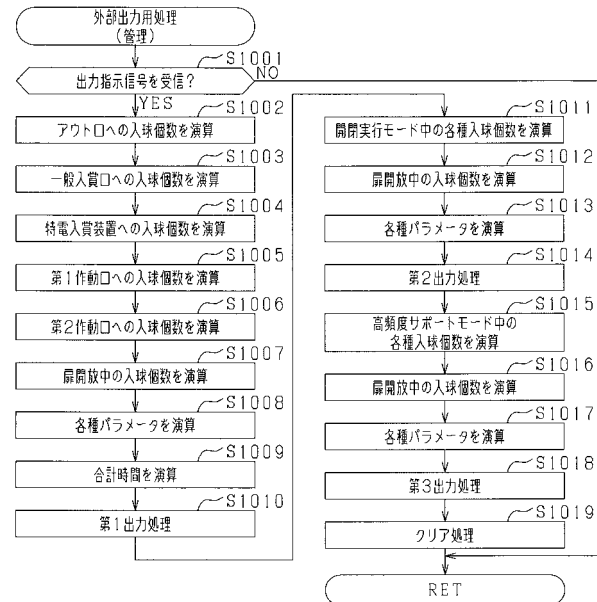 外部出力用処理
(管理)
S1001
出力指示信号を受信?
NO
YES
S1002
アウト口への入球個数を演算
S1003
一般入賞口への入球個数を演算
S1004
特電入賞装置への入球個数を演算
S1005
第1作動口への入球個数を演算
S1006
第2作動口への入球個数を演算
S1007
扉開放中の入球個数を演算
S1008
各種パラメータを演算
S1009
合計時間を演算
S1010
第1出力処理
S1011
開閉実行モード中の各種入球個数を演算
S1012
扉開放中の入球個数を演算
S1013
各種パラメータを演算
S1014
第2出力処理
S1015
高頻度サポートモード中の
各種入球個数を演算
S1016
扉開放中の入球個数を演算
S1017
各種パラメータを演算
S1018
第3出力処理
S1019
クリア処理
RET